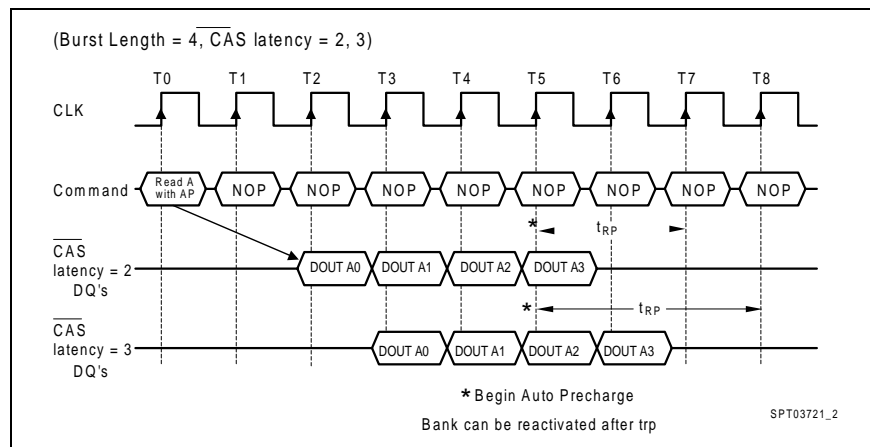 (Burst Length = 4, CAS latency = 2, 3)
T0 T1 T2 T3 T4 T5 T6 T7 T8
CLK
Command Read A with AP NOP NOP NOP NOP NOP NOP NOP NOP
* tRP
CAS
latency = 2
DQ's
DOUT A0 DOUT A1 DOUT A2 DOUT A3
* tRP
CAS
latency = 3
DQ's
DOUT A0 DOUT A1 DOUT A2 DOUT A3
* Begin Auto Precharge
Bank can be reactivated after trp
SPT03721_2